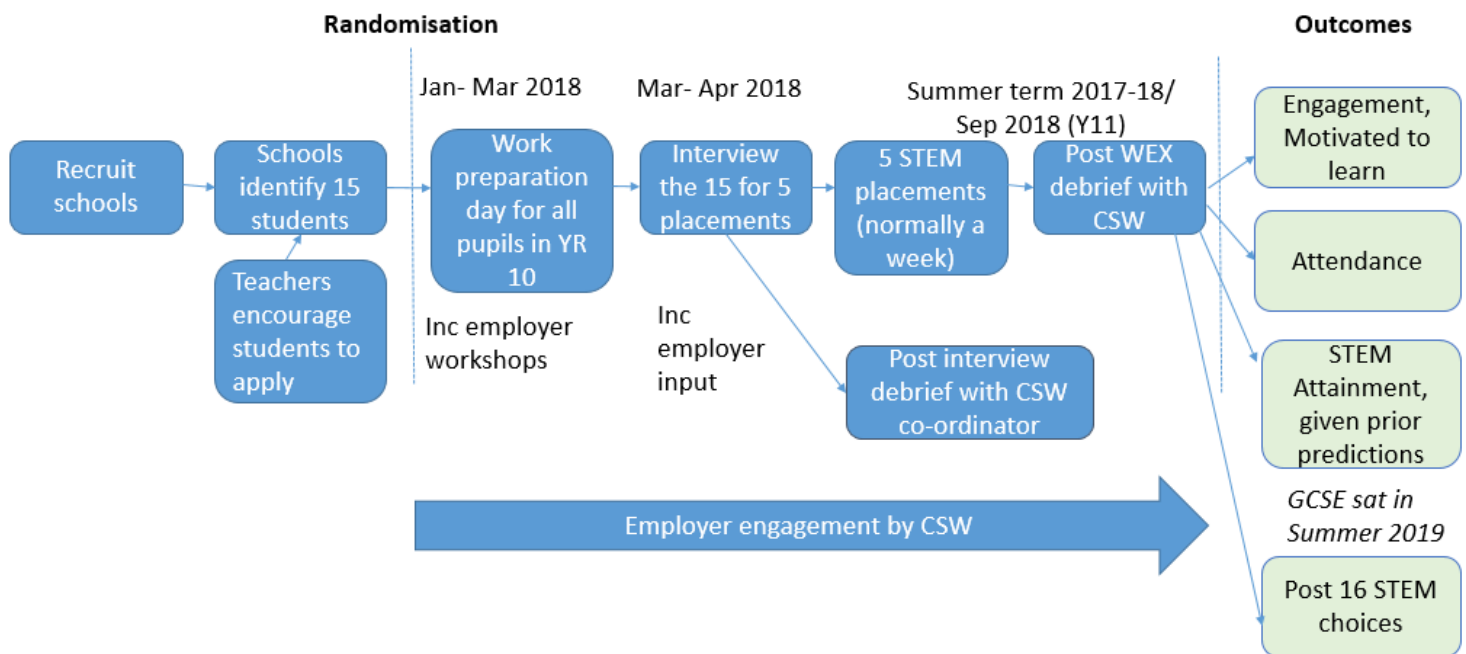 Randomisation
Outcomes
Jan- Mar 2018
Mar- Apr 2018
Summer term 2017-18/
Sep 2018 (Y11)
Recruit
schools
Schools
identify 15
students
Teachers
encourage
students to
apply
Work
preparation
day for all
pupils in YR
10
Inc employer
workshops
Interview
the 15 for 5
placements
Inc
employer
input
5 STEM
placements
(normally a
week)
Post WEX
debrief with
CSW
Post interview
debrief with CSW
co-ordinator
Employer engagement by CSW
Engagement,
Motivated to
learn
Attendance
STEM
Attainment,
given prior
predictions
GCSE sat in
Summer 2019
Post 16 STEM
choices